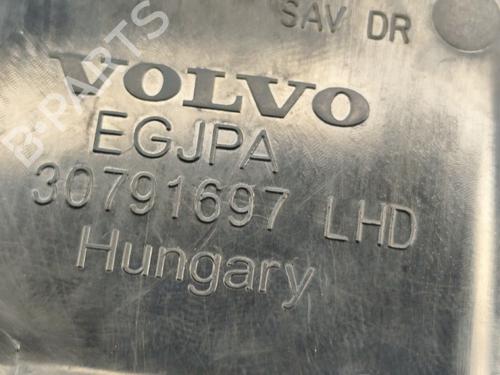 SAV DR
VOLVO
EGJPA
30791697 LHD
Hungary
B-PARTS